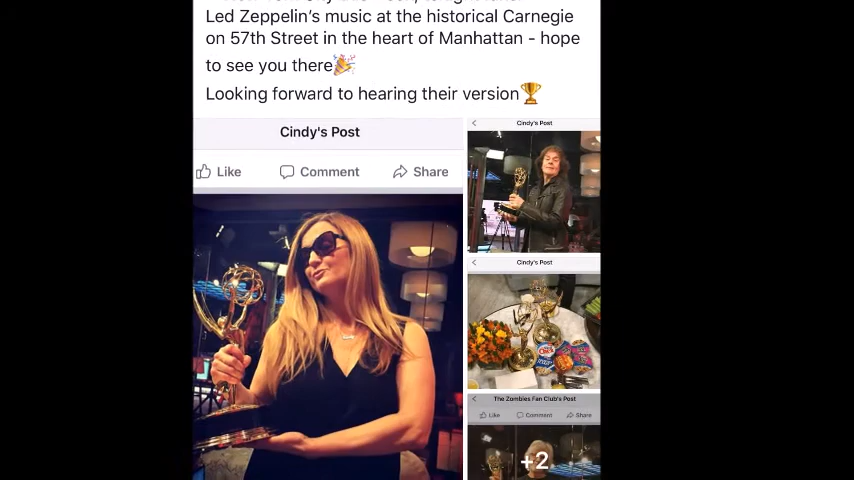 Led Zeppelin's music at the historical Carnegie
on 57th Street in the heart of Manhattan - hope
to see you there🎉
Looking forward to hearing their version🏆
Cindy's Post
Like
Comment
Share
Cindy's Post
Cindy's Post
The Zombies Fan Club's Post
Like
Comment
Share
+2